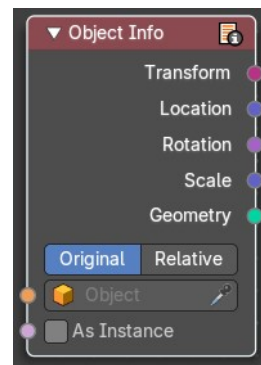 Object Info
Transform
Location
Rotation
Scale
Geometry
Original Relative
Object
As Instance